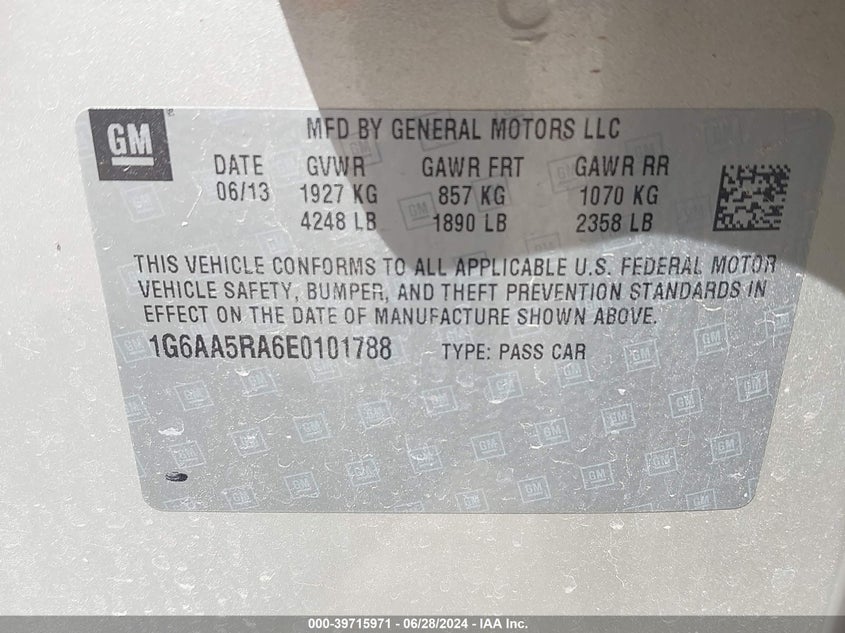 GM
MFD BY GENERAL MOTORS LLC
DATE GVWR GAWR FRT GAWR RR
06/13 1927 KG 857 KG 1070 KG
4248 LB 1890 LB 2358 LB
THIS VEHICLE CONFORMS TO ALL APPLICABLE U.S. FEDERAL MOTOR
VEHICLE SAFETY, BUMPER, AND THEFT PREVENTION STANDARDS IN
EFFECT ON THE DATE OF MANUFACTURE SHOWN ABOVE.
1G6AA5RA6E0101788 TYPE: PASS CAR
000-39715971 - 06/28/2024 - IAA Inc.